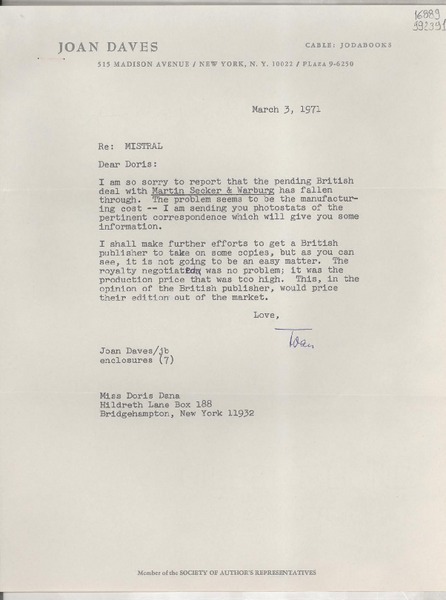 16989
JOAN DAVES
CABLE: JODABOOKS
515 MADISON AVENUE / NEW YORK, N. Y. 10022 / PLAZA 9-6250
March 3, 1971
Re: MISTRAL
Dear Doris:
I am so sorry to report that the pending British
deal with Martin Secker & Warburg has fallen
through. The problem seems to be the manufactur-
ing cost -- I am sending you photostats of the
pertinent correspondence which will give you some
information.
I shall make further efforts to get a British
publisher to take on some copies, but as you can
see, it is not going to be an easy matter. The
royalty negotiation was no problem; it was the
production price that was too high. This, in the
opinion of the British publisher, would price
their edition out of the market.
Love,
Joan
Joan Daves/jb
enclosures (7)
Miss Doris Dana
Hildreth Lane Box 188
Bridgehampton, New York 11932
Member of the SOCIETY OF AUTHOR'S REPRESENTATIVES